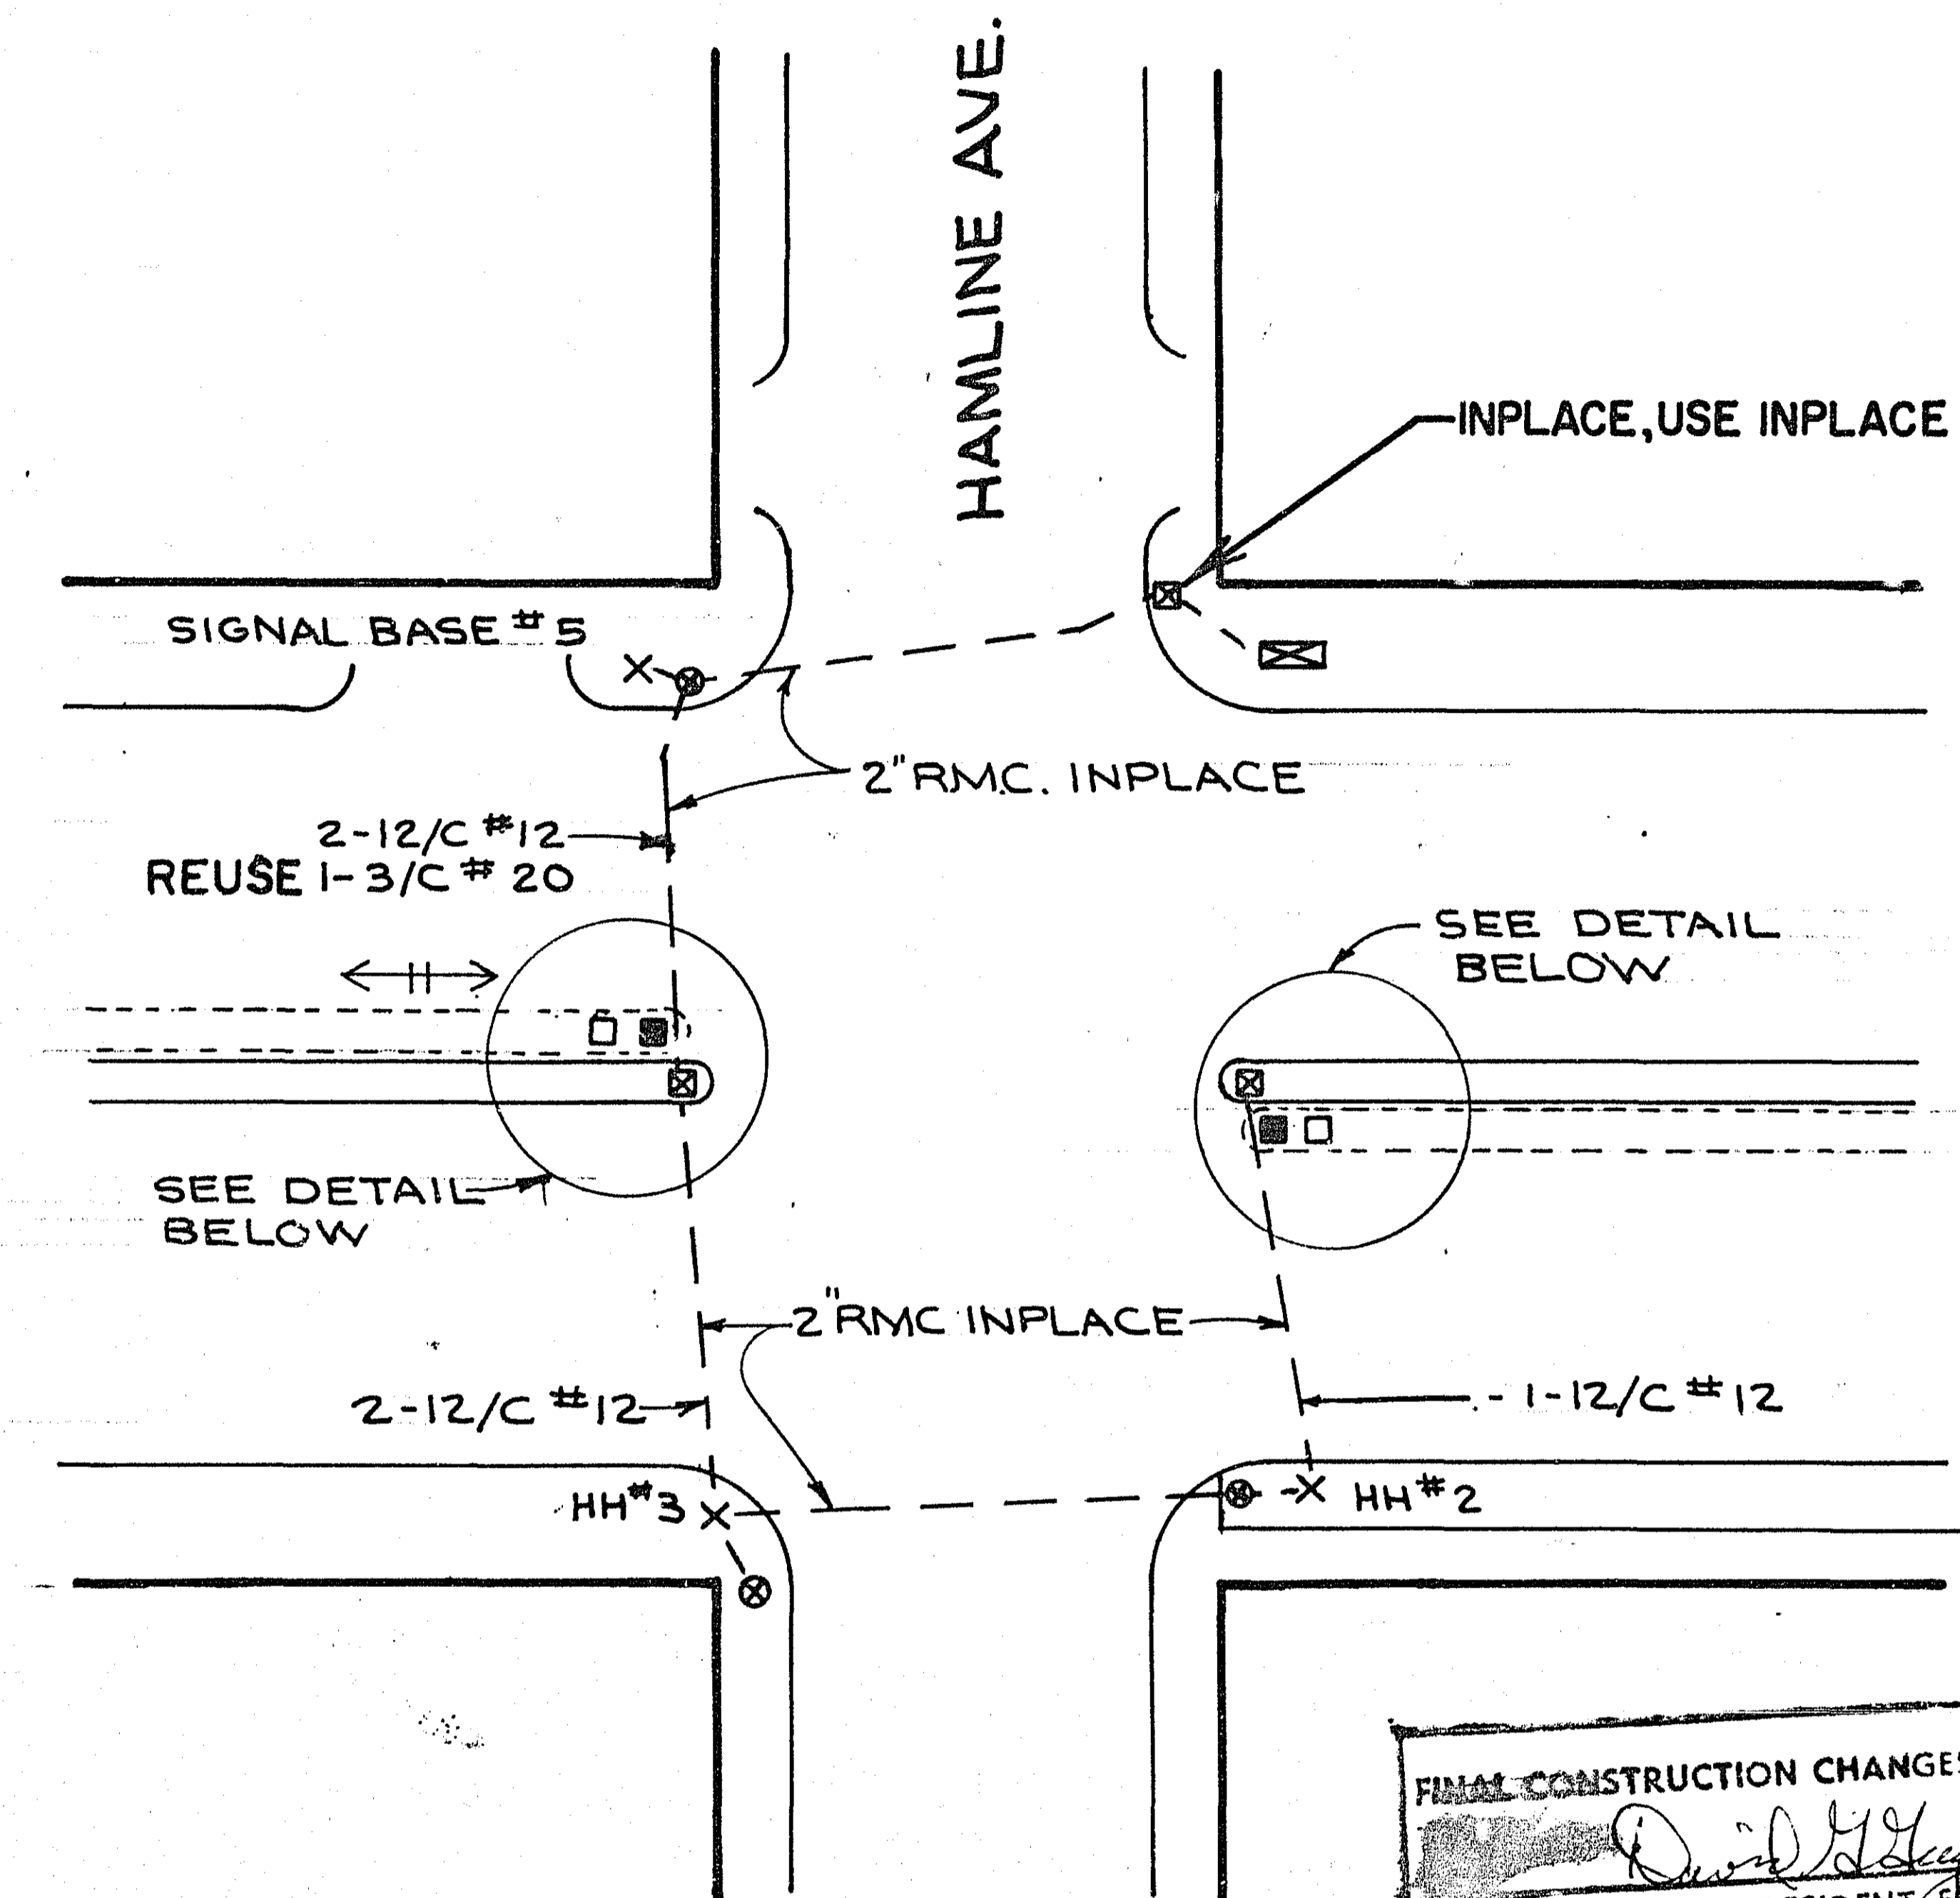 HAMLINE AVE.
INPLACE, USE INPLACE
SIGNAL BASE #5
2" R.M.C. INPLACE
2-12/C #12
REUSE 1-3/C # 20
SEE DETAIL
BELOW
SEE DETAIL
BELOW
2" RMC INPLACE
2-12/C #12
- 1-12/C #12
HH #3
HH #2
FINAL CONSTRUCTION CHANGES
David G